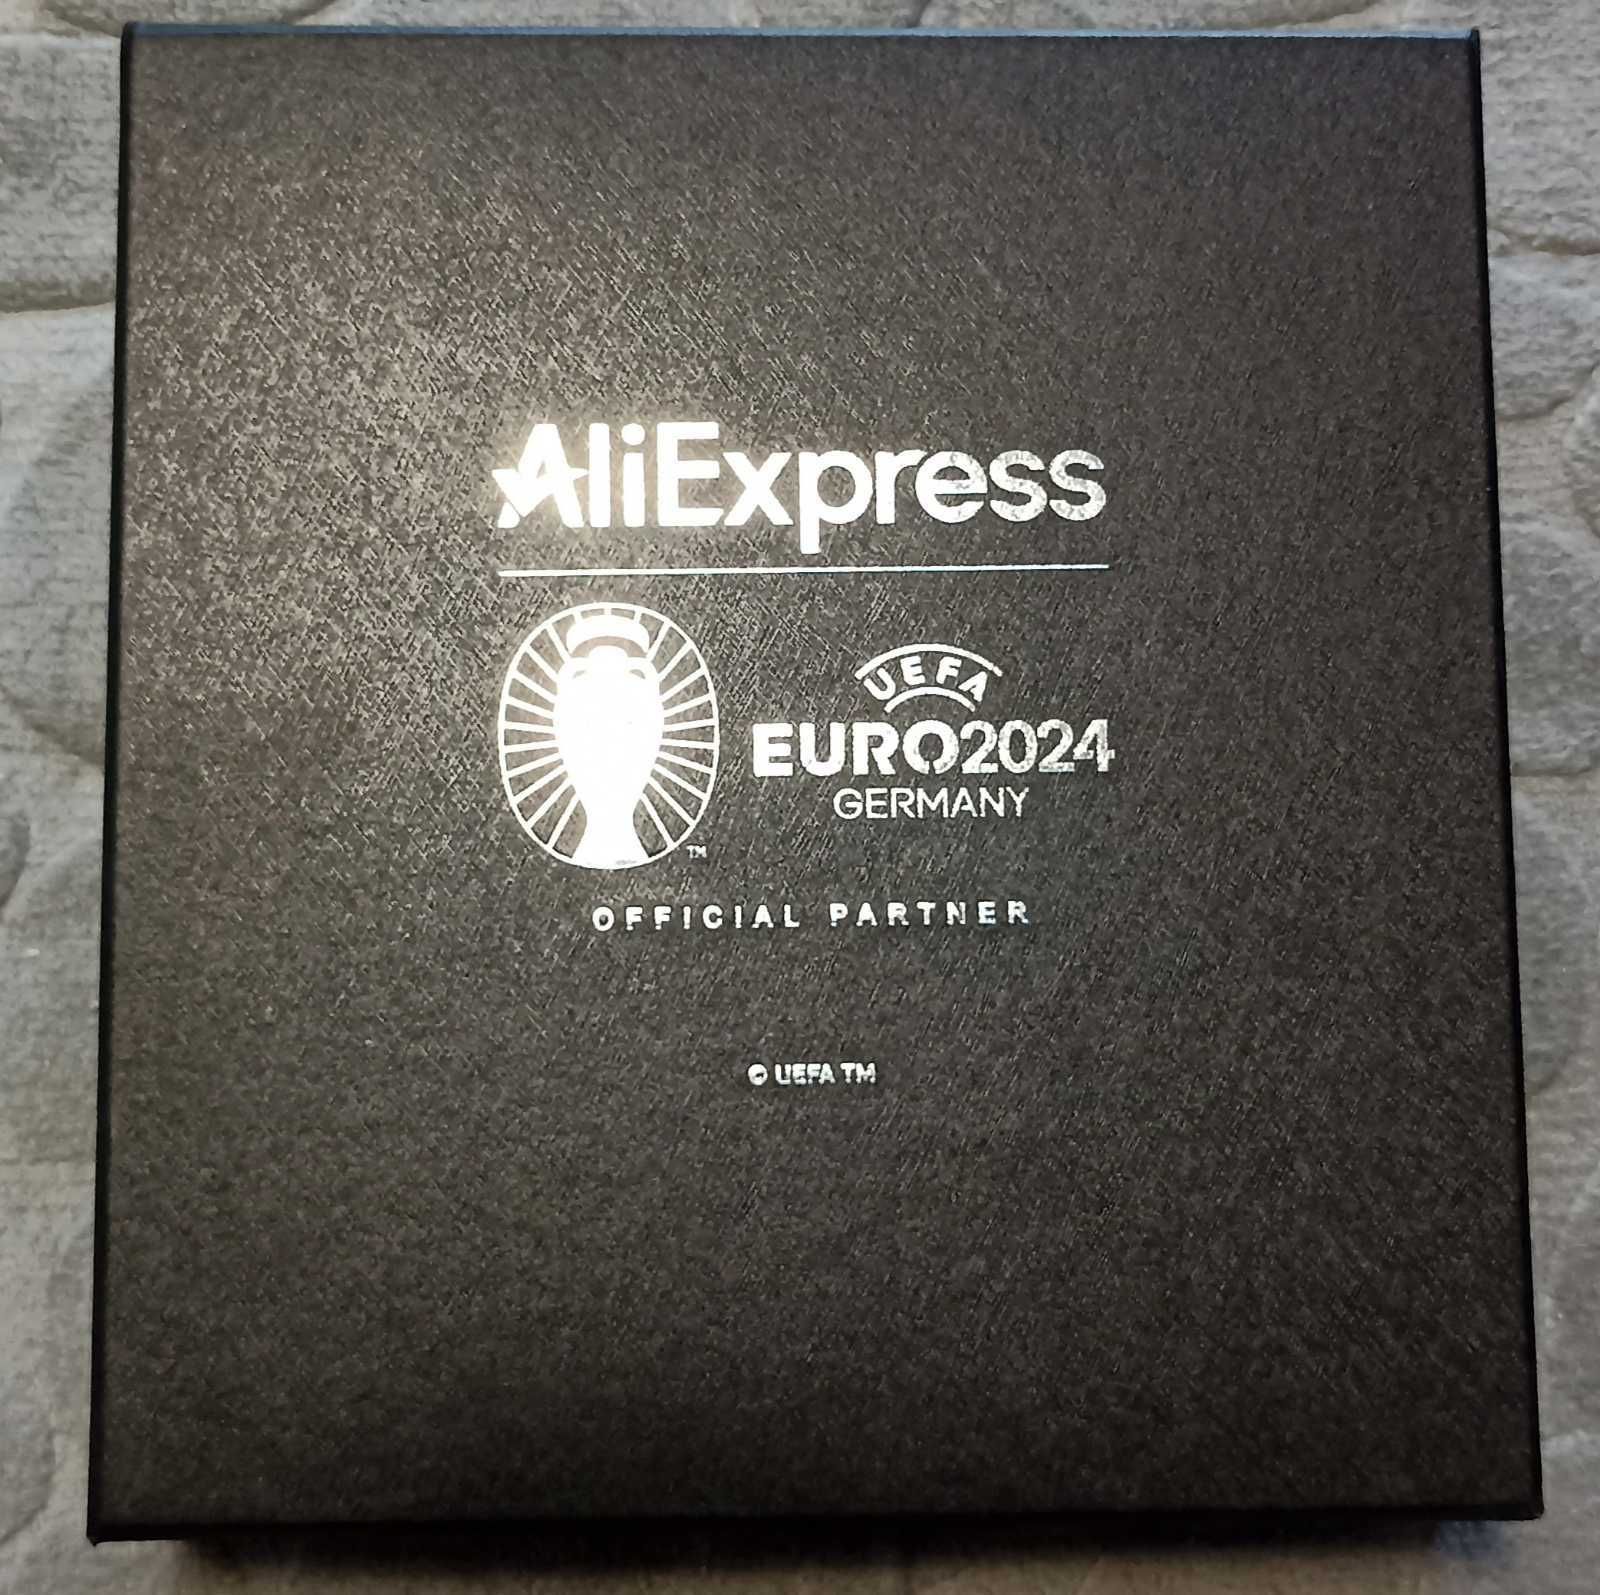 AliExpress
UEFA
EURO2024
GERMANY
TM
OFFICIAL PARTNER
© UEFA TM